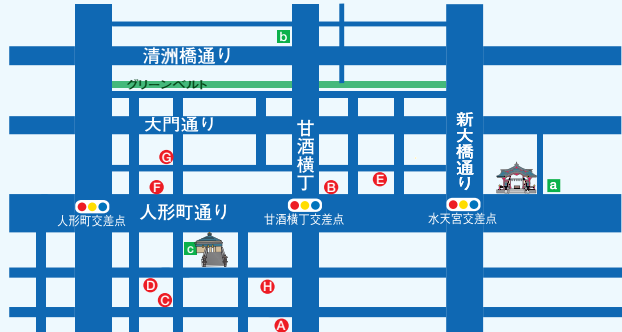 b
清洲橋通り
グリーンベルト
大門通り
甘酒横丁
新大橋通り
G
F
B
E
a
人形町通り
人形町交差点
甘酒横丁交差点
水天宮交差点
c
D
C
H
A